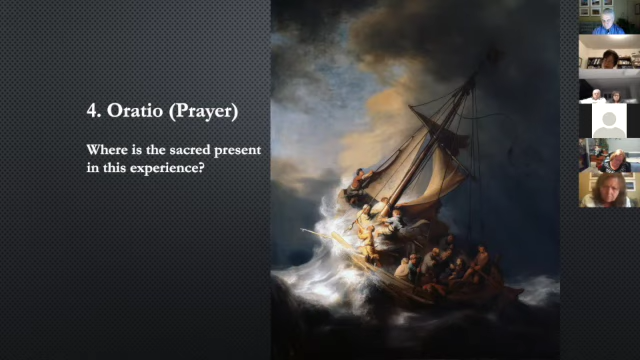 4. Oratio (Prayer)
Where is the sacred present
in this experience?